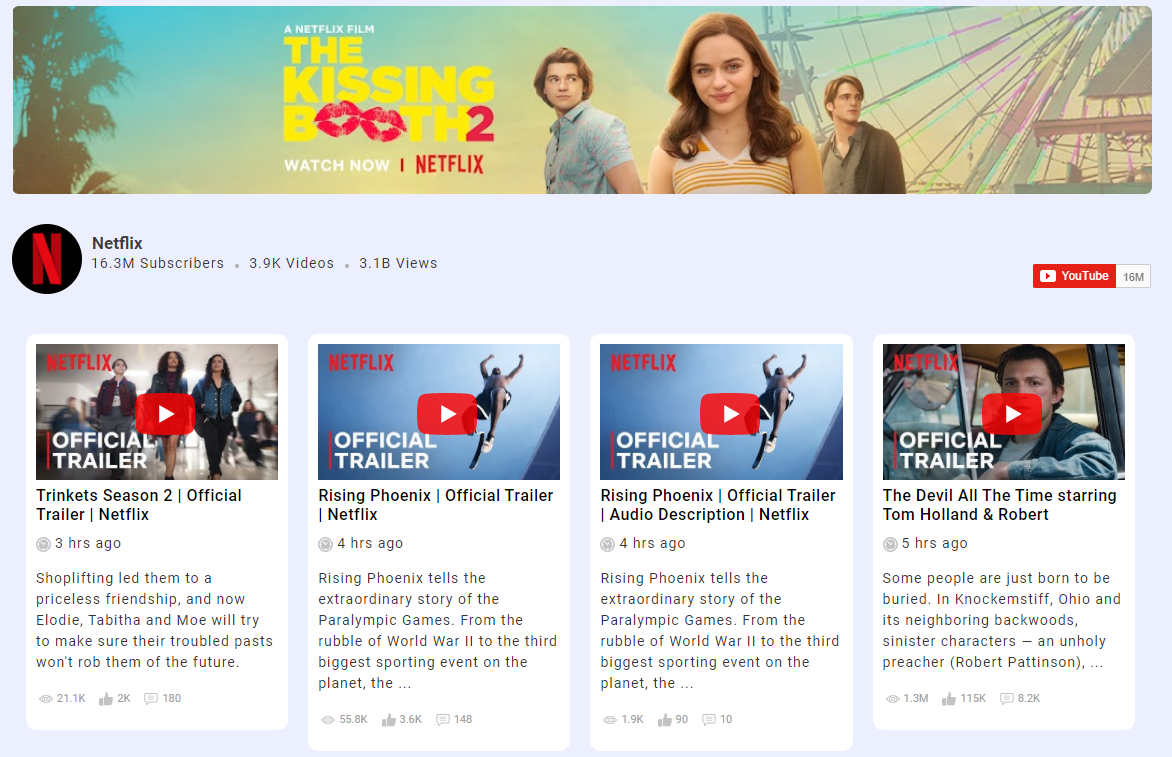 A NETFLIX FILM
THE
KISSING
BOOTH2
WATCH NOW | NETFLIX
N
Netflix
16.3M Subscribers • 3.9K Videos • 3.1B Views
YouTube 16M
NETFLIX
OFFICIAL
TRAILER
Trinkets Season 2 | Official
Trailer | Netflix
3 hrs ago
Shoplifting led them to a
priceless friendship, and now
Elodie, Tabitha and Moe will try
to make sure their troubled pasts
won't rob them of the future.
21.1K 2K 180
NETFLIX
OFFICIAL
TRAILER
Rising Phoenix | Official Trailer
| Netflix
4 hrs ago
Rising Phoenix tells the
extraordinary story of the
Paralympic Games. From the
rubble of World War II to the third
biggest sporting event on the
planet, the ...
55.8K 3.6K 148
NETFLIX
OFFICIAL
TRAILER
Rising Phoenix | Official Trailer
| Audio Description | Netflix
4 hrs ago
Rising Phoenix tells the
extraordinary story of the
Paralympic Games. From the
rubble of World War II to the third
biggest sporting event on the
planet, the ...
1.9K 90 10
NETFLIX
OFFICIAL
TRAILER
The Devil All The Time starring
Tom Holland & Robert
5 hrs ago
Some people are just born to be
buried. In Knockemstiff, Ohio and
its neighboring backwoods,
sinister characters — an unholy
preacher (Robert Pattinson), ...
1.3M 115K 8.2K